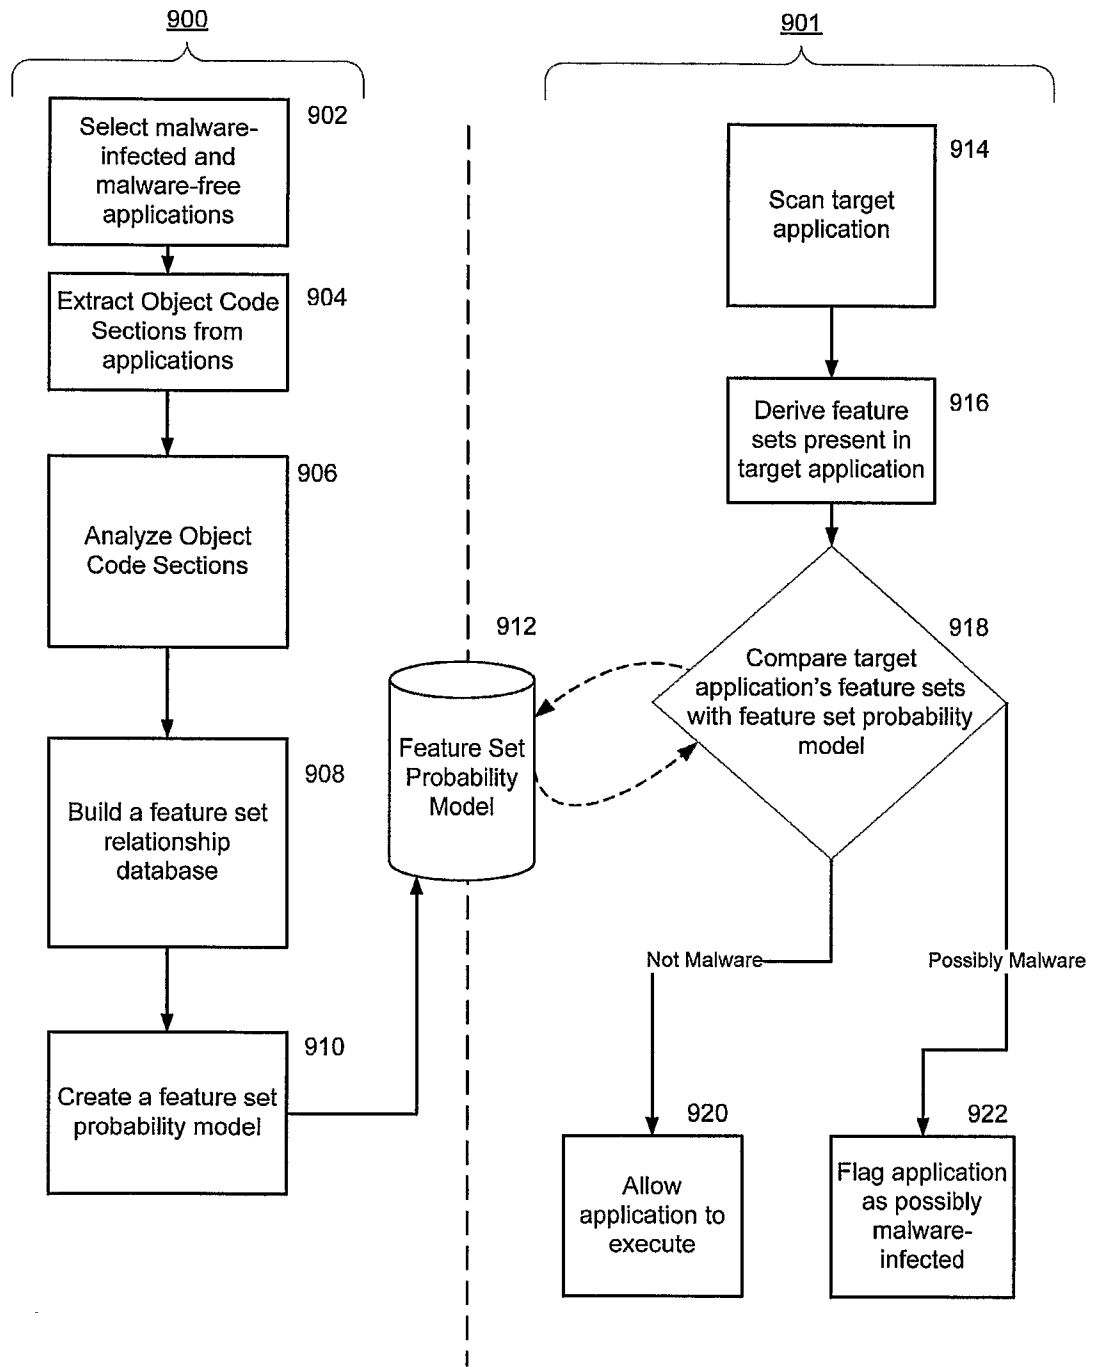 900
902
Select malware-
infected and
malware-free
applications
904
Extract Object Code
Sections from
applications
906
Analyze Object
Code Sections
908
Build a feature set
relationship
database
910
Create a feature set
probability model
912
Feature Set
Probability
Model
901
914
Scan target
application
916
Derive feature
sets present in
target application
918
Compare target
application's feature sets
with feature set probability
model
Not Malware
Possibly Malware
920
Allow
application to
execute
922
Flag application
as possibly
malware-
infected